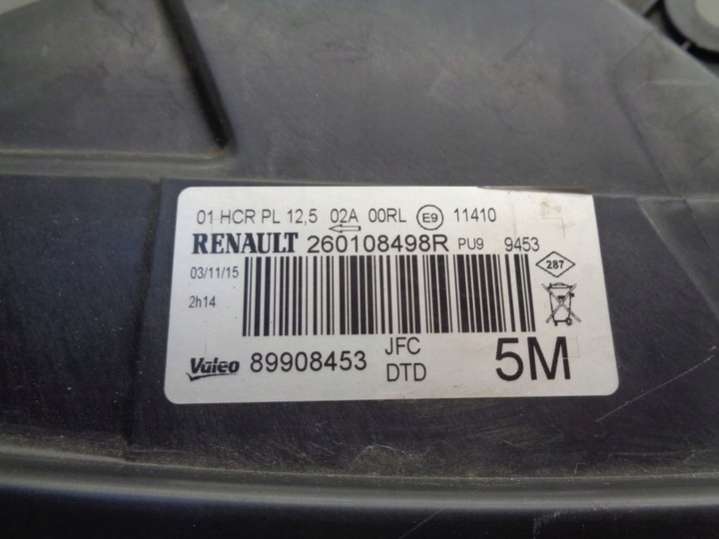 01 HCR PL 12,5 02A 00RL E9 11410
RENAULT 260108498R PU9 9453
03/11/15
287
2h14
Valeo 89908453 JFC
DTD
5M